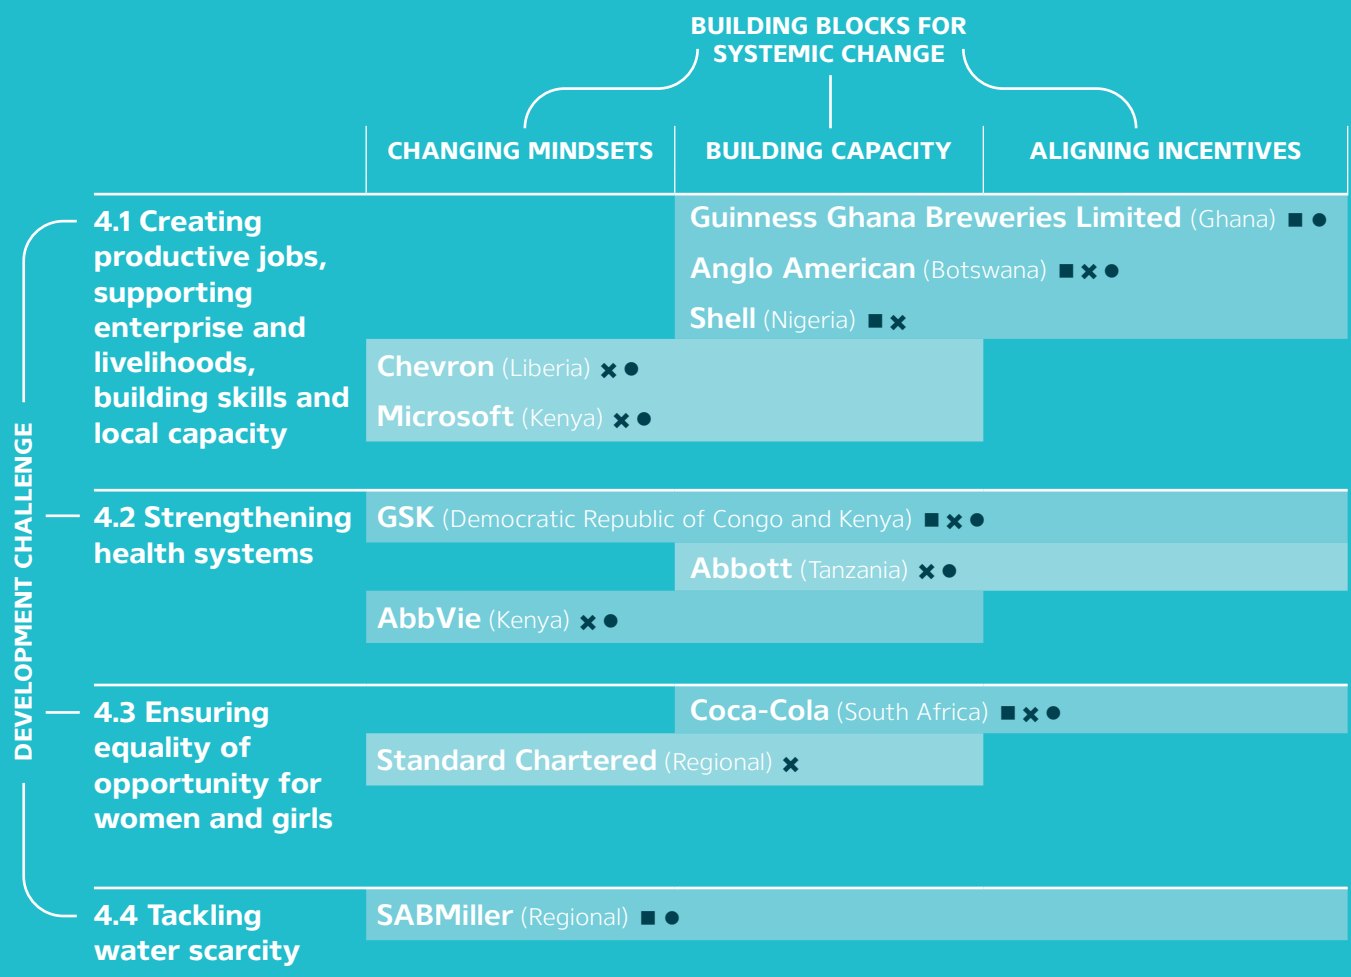 BUILDING BLOCKS FOR
SYSTEMIC CHANGE
CHANGING MINDSETS
BUILDING CAPACITY
ALIGNING INCENTIVES
DEVELOPMENT CHALLENGE
4.1 Creating
productive jobs,
supporting
enterprise and
livelihoods,
building skills and
local capacity
Guinness Ghana Breweries Limited (Ghana) ■ ●
Anglo American (Botswana) ■ ✖ ●
Shell (Nigeria) ■ ✖
Chevron (Liberia) ✖ ●
Microsoft (Kenya) ✖ ●
4.2 Strengthening
health systems
GSK (Democratic Republic of Congo and Kenya) ■ ✖ ●
Abbott (Tanzania) ✖ ●
AbbVie (Kenya) ✖ ●
4.3 Ensuring
equality of
opportunity for
women and girls
Coca-Cola (South Africa) ■ ✖ ●
Standard Chartered (Regional) ✖
4.4 Tackling
water scarcity
SABMiller (Regional) ■ ●